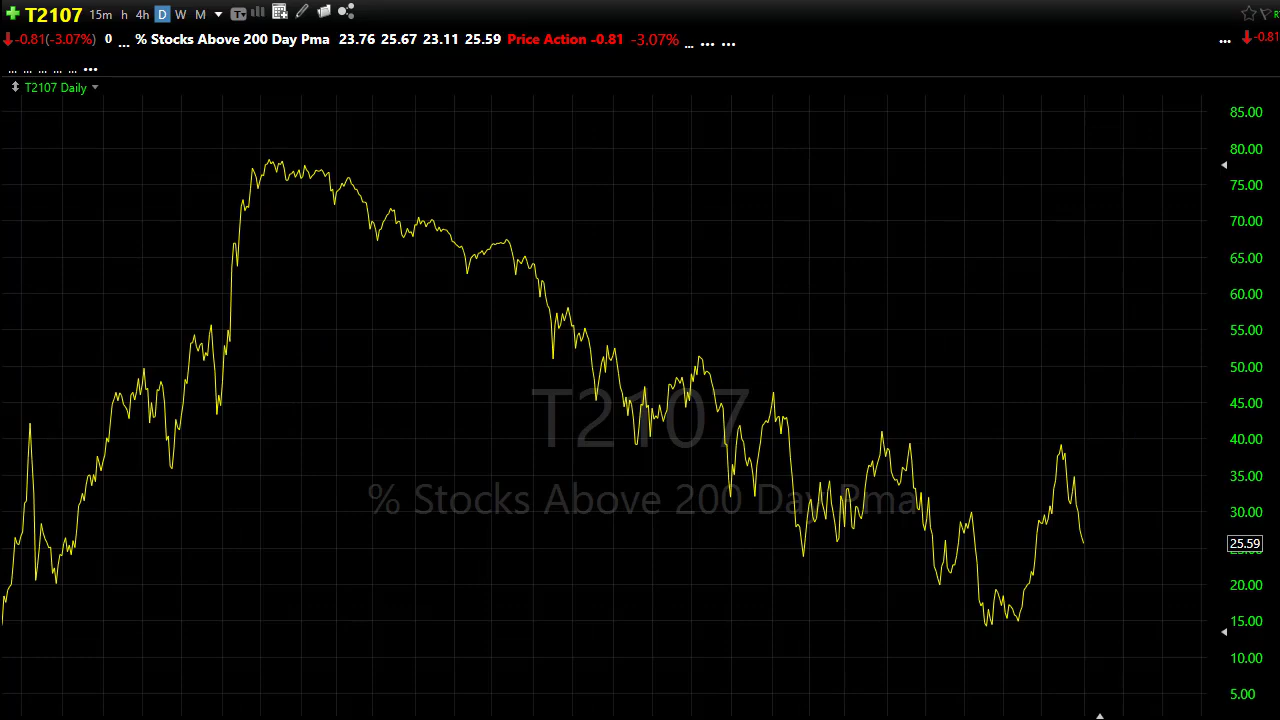 T2107 15m h 4h D W M T
-0.81(-3.07%) 0 ... % Stocks Above 200 Day Pma 23.76 25.67 23.11 25.59 Price Action -0.81 -3.07% ... ... ... ... -0.81
... ... ... ... ... ...
T2107 Daily
85.00
80.00
75.00
70.00
65.00
60.00
55.00
50.00
45.00
T2107
40.00
35.00
% Stocks Above 200 Day Pma
30.00
25.59
20.00
15.00
10.00
5.00